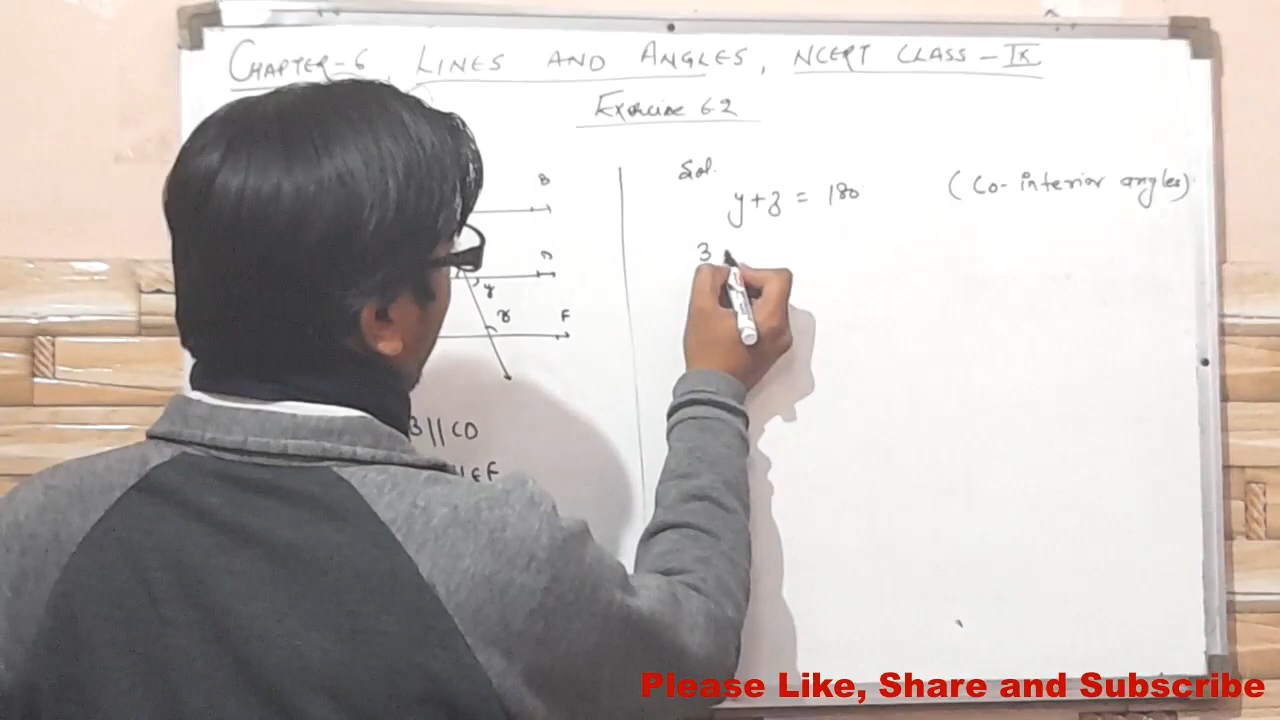 CHAPTER-6, LINES AND ANGLES, NCERT CLASS-IX
Exercise 6.2
B
D
y
F
Sol.
y+z = 180 (Co-interior angles)
3
B||CD
||EF
Please Like, Share and Subscribe